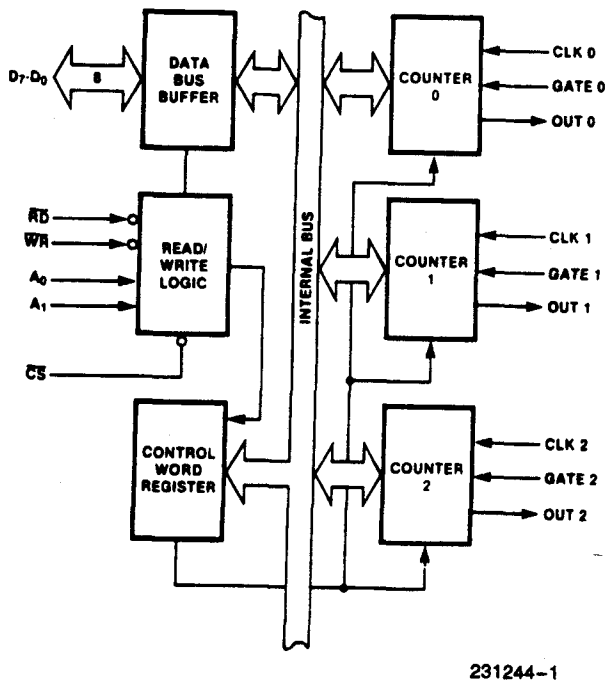 D7-D0
8
DATA
BUS
BUFFER
COUNTER
0
CLK 0
GATE 0
OUT 0
RD
WR
A0
A1
CS
READ/
WRITE
LOGIC
INTERNAL BUS
COUNTER
1
CLK 1
GATE 1
OUT 1
CONTROL
WORD
REGISTER
COUNTER
2
CLK 2
GATE 2
OUT 2
231244-1